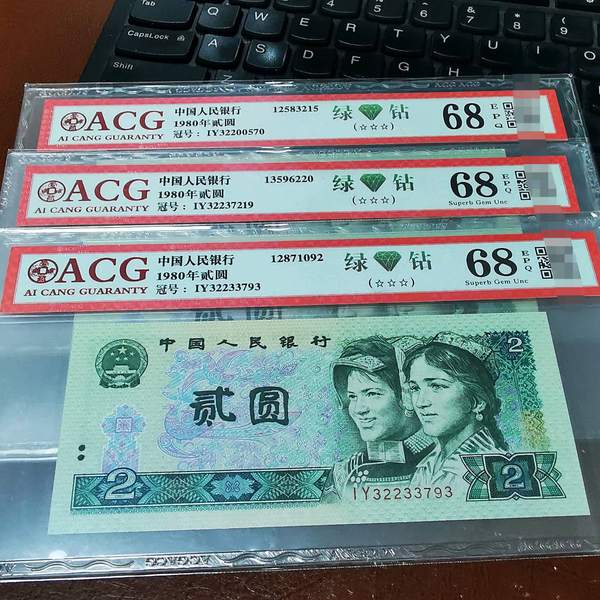 Tab Q W E R T Y U I
CapsLock A S D F G H J K
Shift
ACG
AI CANG GUARANTY
中国人民银行 12583215
1980年贰圆
冠号: IY32200570
绿 钻
(☆☆☆)
68 EPQ
ACG
AI CANG GUARANTY
中国人民银行 13596220
1980年贰圆
冠号: IY32237219
绿 钻
(☆☆☆)
68 EPQ
Superb Gem Unc
ACG
AI CANG GUARANTY
中国人民银行 12871092
1980年贰圆
冠号: IY32233793
绿 钻
(☆☆☆)
68 EPQ
Superb Gem Unc
中国人民银行
贰圆
2
2
2
IY32233793